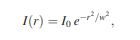 I(r) = I₀ e^{-r²/w²},